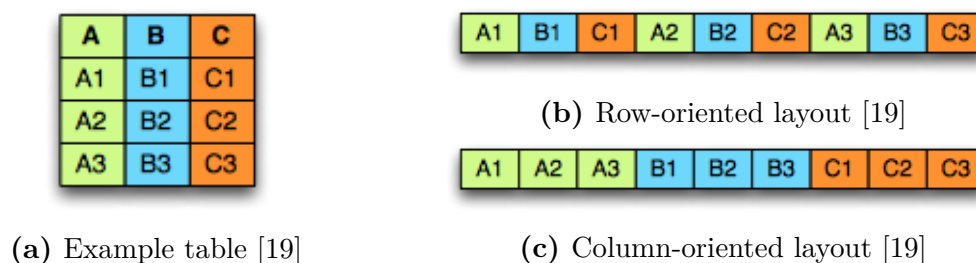 A B C
A1 B1 C1
A2 B2 C2
A3 B3 C3
(a) Example table [19]
A1 B1 C1 A2 B2 C2 A3 B3 C3
(b) Row-oriented layout [19]
A1 A2 A3 B1 B2 B3 C1 C2 C3
(c) Column-oriented layout [19]